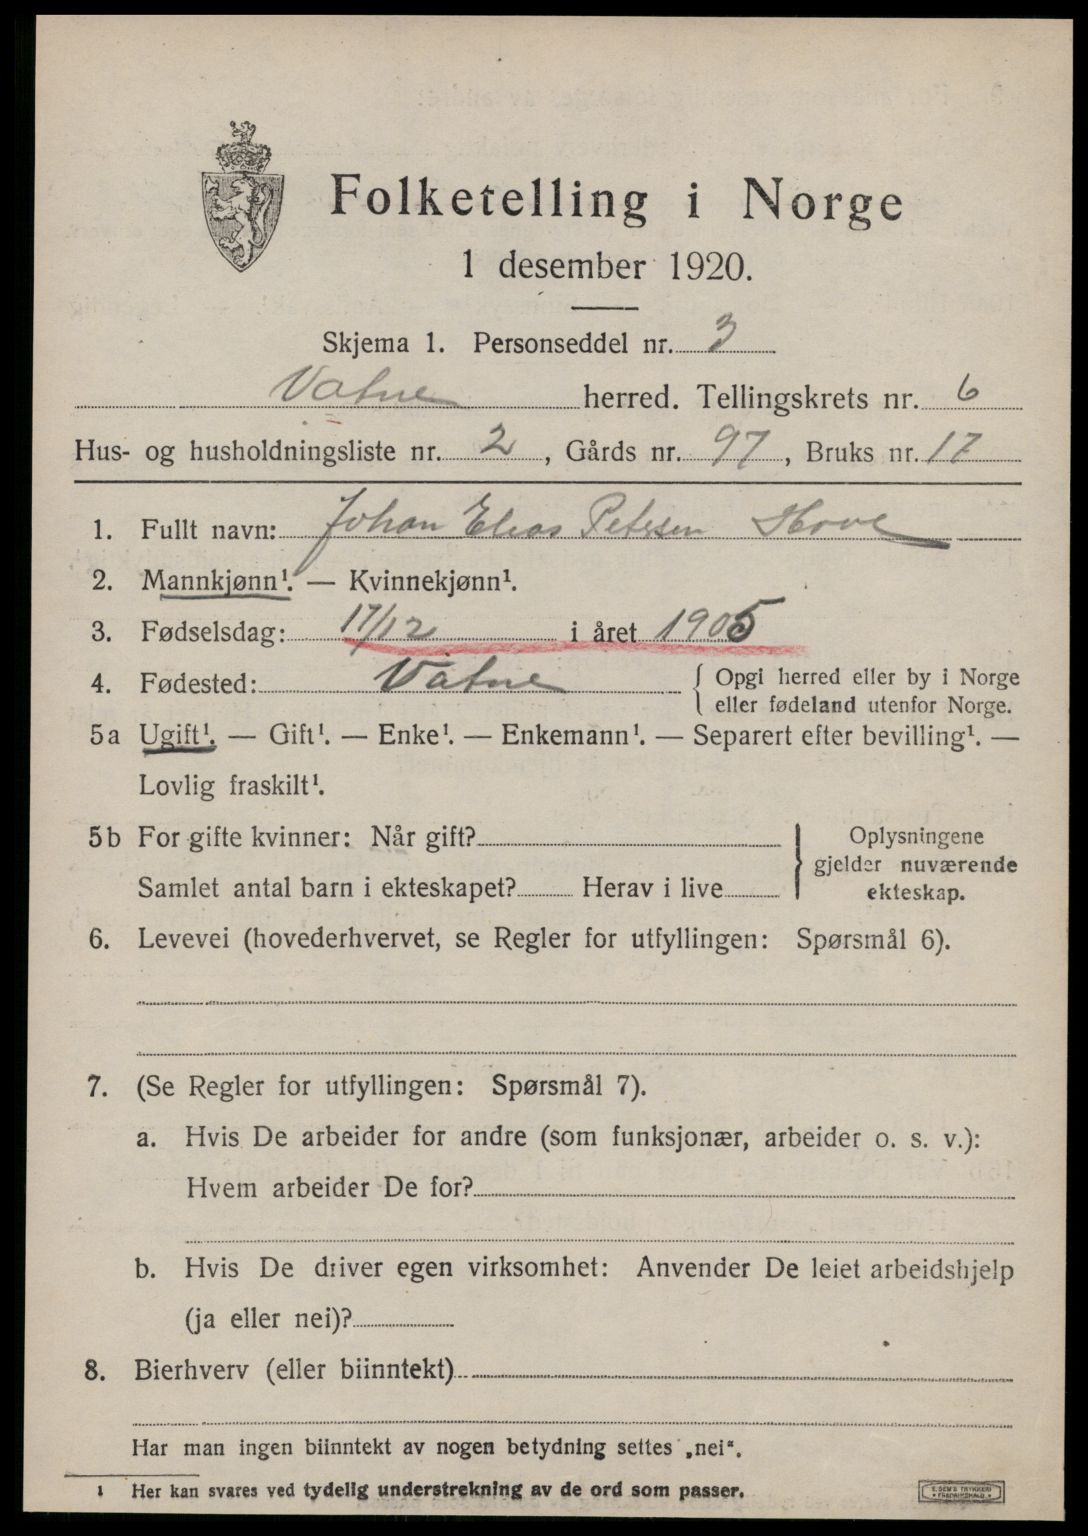 Folketelling i Norge
1 desember 1920.
Skjema 1. Personseddel nr. 3
Vatne herred. Tellingskrets nr. 6
Hus- og husholdningsliste nr. 2, Gårds nr. 97, Bruks nr. 17
1. Fullt navn: Johan Elias Petersen Hove
2. Mannkjønn¹. — Kvinnekjønn¹.
3. Fødselsdag: 17/12 i året 1905
4. Fødested: Vatne { Opgi herred eller by i Norge
eller fødeland utenfor Norge.
5a Ugift¹. — Gift¹. — Enke¹. — Enkemann¹. — Separert efter bevilling¹. —
Lovlig fraskilt¹.
5b For gifte kvinner: Når gift?
Samlet antal barn i ekteskapet? Herav i live
} Oplysningene
gjelder nuværende
ekteskap.
6. Levevei (hovederhvervet, se Regler for utfyllingen: Spørsmål 6).
7. (Se Regler for utfyllingen: Spørsmål 7).
a. Hvis De arbeider for andre (som funksjonær, arbeider o. s. v.):
Hvem arbeider De for?
b. Hvis De driver egen virksomhet: Anvender De leiet arbeidshjelp
(ja eller nei)?
8. Bierhverv (eller biinntekt)
Har man ingen biinntekt av nogen betydning settes „nei“.
1 Her kan svares ved tydelig understrekning av de ord som passer.
E. SEM'S TRYKKERI
FREDRIKSHALD